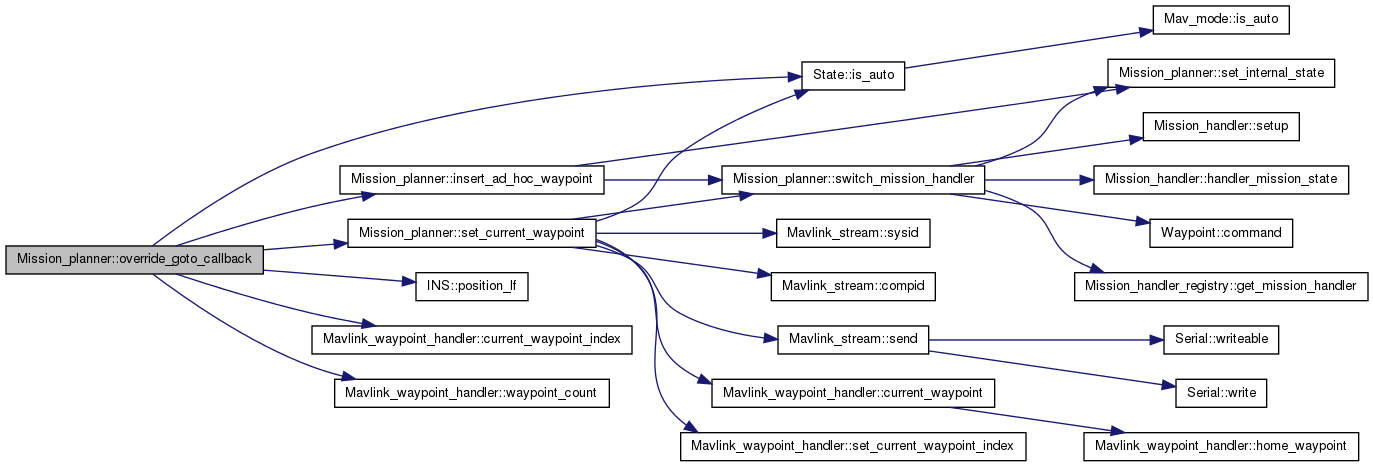 Mav_mode::is_auto
State::is_auto
Mission_planner::set_internal_state
Mission_handler::setup
Mission_planner::insert_ad_hoc_waypoint
Mission_planner::switch_mission_handler
Mission_handler::handler_mission_state
Mission_planner::set_current_waypoint
Mavlink_stream::sysid
Waypoint::command
Mission_planner::override_goto_callback
INS::position_lf
Mavlink_stream::compid
Mission_handler_registry::get_mission_handler
Mavlink_waypoint_handler::current_waypoint_index
Mavlink_stream::send
Serial::writeable
Mavlink_waypoint_handler::waypoint_count
Mavlink_waypoint_handler::current_waypoint
Serial::write
Mavlink_waypoint_handler::set_current_waypoint_index
Mavlink_waypoint_handler::home_waypoint